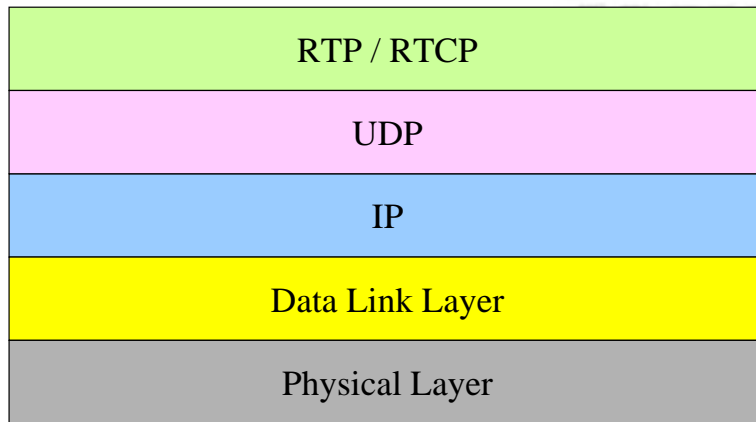 RTP / RTCP
UDP
IP
Data Link Layer
Physical Layer